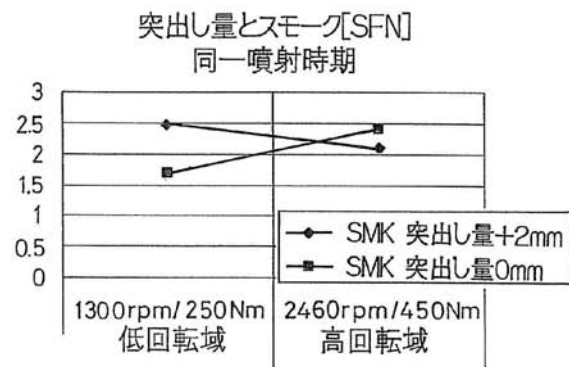 突出し量とスモーク[SFN]
同一噴射時期
3
2.5
2
1.5
1
0.5
0
SMK 突出し量+2mm
SMK 突出し量0mm
1300rpm/250Nm
2460rpm/450Nm
低回転域
高回転域